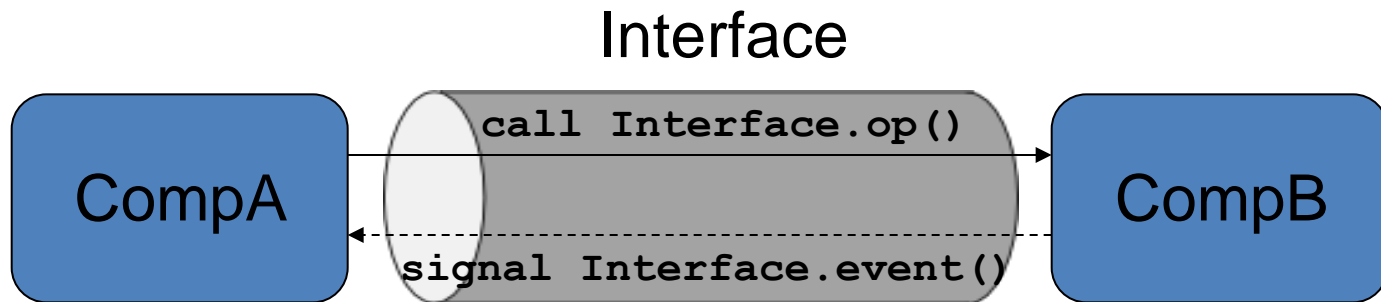 Interface
call Interface.op()
CompA
CompB
signal Interface.event()